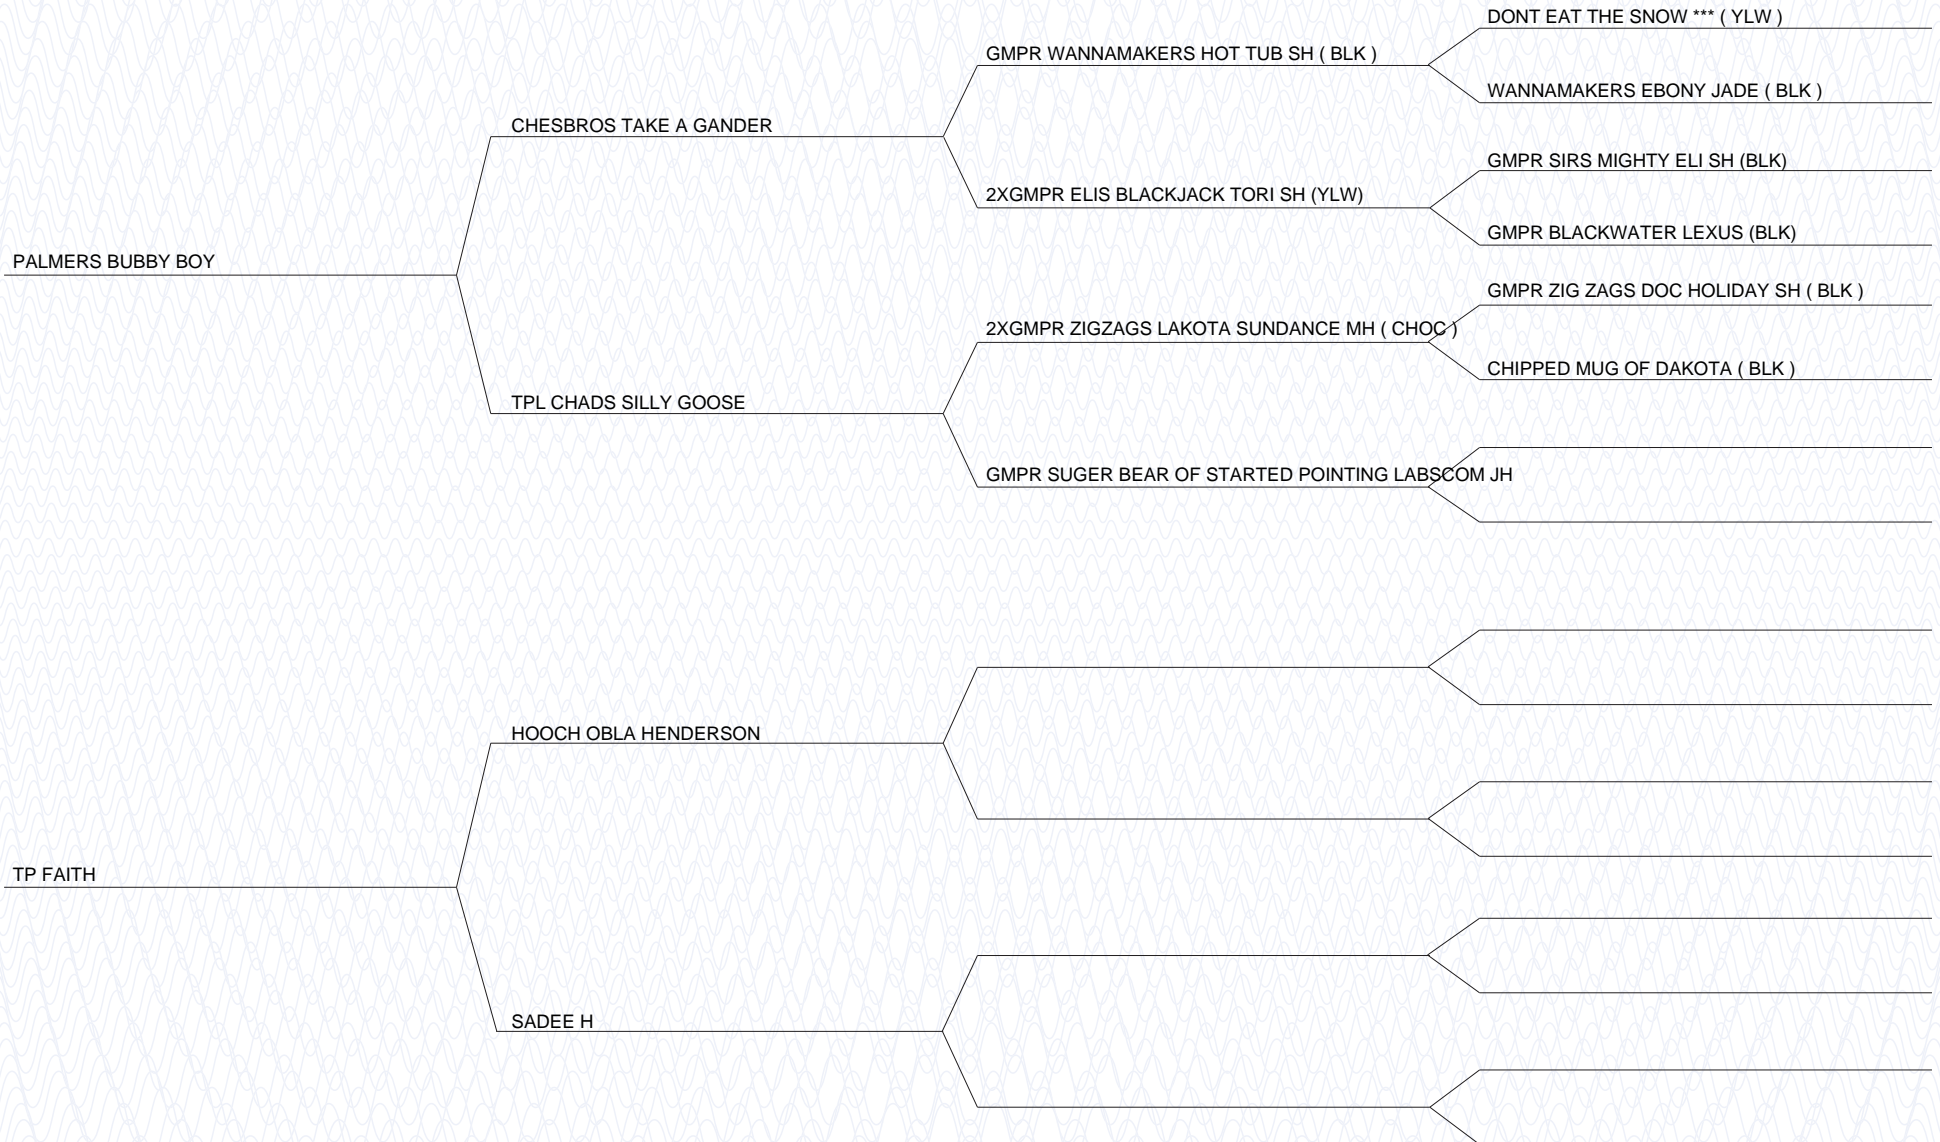 DONT EAT THE SNOW *** ( YLW )
GMPR WANNAMAKERS HOT TUB SH ( BLK )
WANNAMAKERS EBONY JADE ( BLK )
CHESBROS TAKE A GANDER
GMPR SIRS MIGHTY ELI SH (BLK)
2XGMPR ELIS BLACKJACK TORI SH (YLW)
GMPR BLACKWATER LEXUS (BLK)
PALMERS BUBBY BOY
GMPR ZIG ZAGS DOC HOLIDAY SH ( BLK )
2XGMPR ZIGZAGS LAKOTA SUNDANCE MH ( CHOC )
CHIPPED MUG OF DAKOTA ( BLK )
TPL CHADS SILLY GOOSE
GMPR SUGER BEAR OF STARTED POINTING LABSCOM JH
HOOCH OBLA HENDERSON
TP FAITH
SADEE H